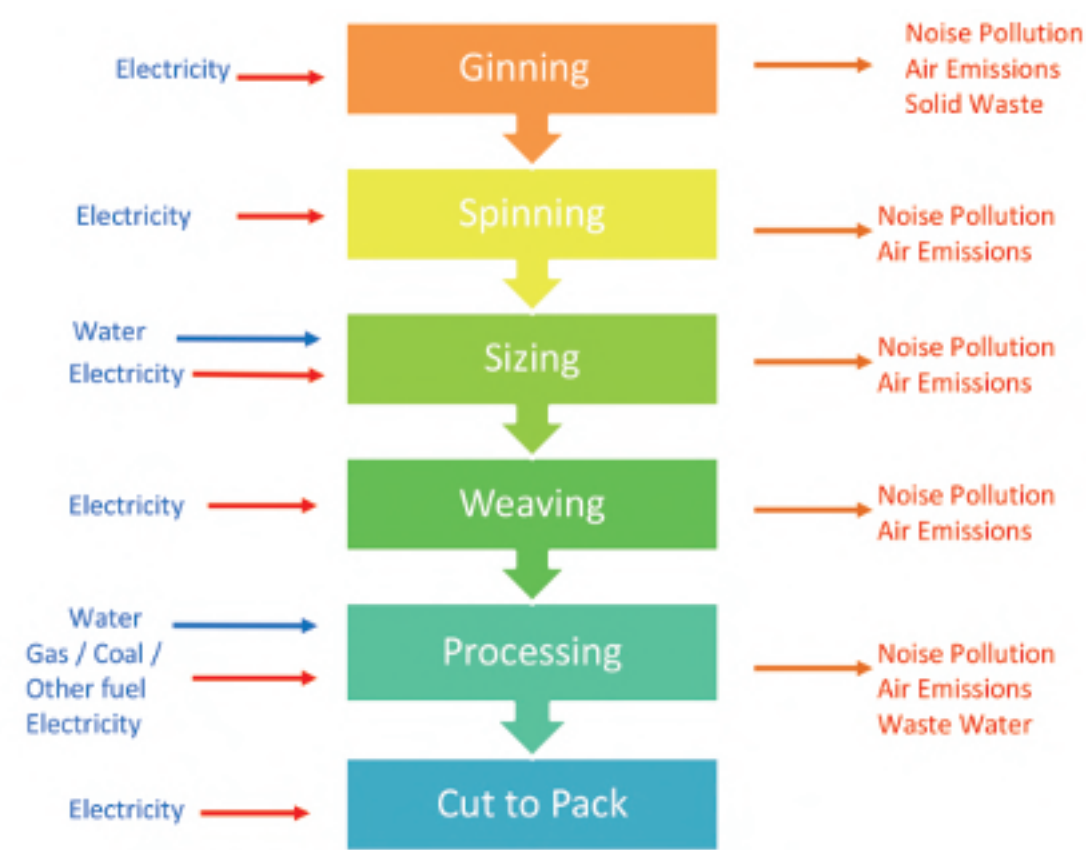 Electricity
Ginning
Noise Pollution
Air Emissions
Solid Waste
Electricity
Spinning
Noise Pollution
Air Emissions
Water
Electricity
Sizing
Noise Pollution
Air Emissions
Electricity
Weaving
Noise Pollution
Air Emissions
Water
Gas / Coal /
Other fuel
Electricity
Processing
Noise Pollution
Air Emissions
Waste Water
Electricity
Cut to Pack